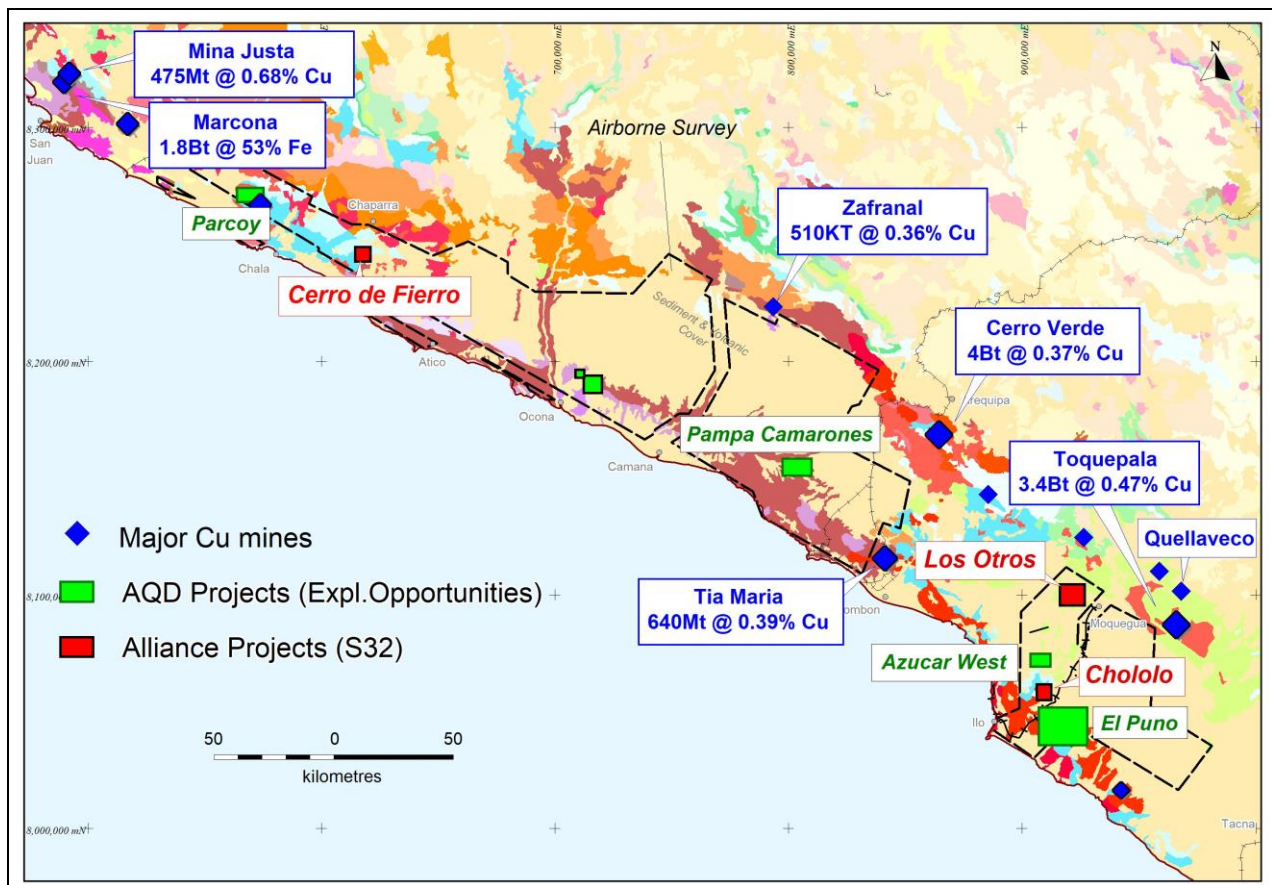 Mina Justa
475Mt @ 0.68% Cu
Marcona
1.8Bt @ 53% Fe
700,000 mE
800,000 mE
900,000 mE
N
8,300,000 mN
San
Juan
Airborne Survey
Parcoy
Chaparra
Chala
Cerro de Fierro
Zafranal
510KT @ 0.36% Cu
Sediment & Volcanic
Cover
Cerro Verde
4Bt @ 0.37% Cu
8,200,000 mN
Atico
Ocona
Camana
Pampa Camarones
Toquepala
3.4Bt @ 0.47% Cu
Quellaveco
Los Otros
Major Cu mines
AQD Projects (Expl.Opportunities)
Alliance Projects (S32)
8,100,000 mN
Tia Maria
640Mt @ 0.39% Cu
Moquegua
Azucar West
Chololo
El Puno
Ilo
50 0 50
kilometres
8,000,000 mN
Tacna